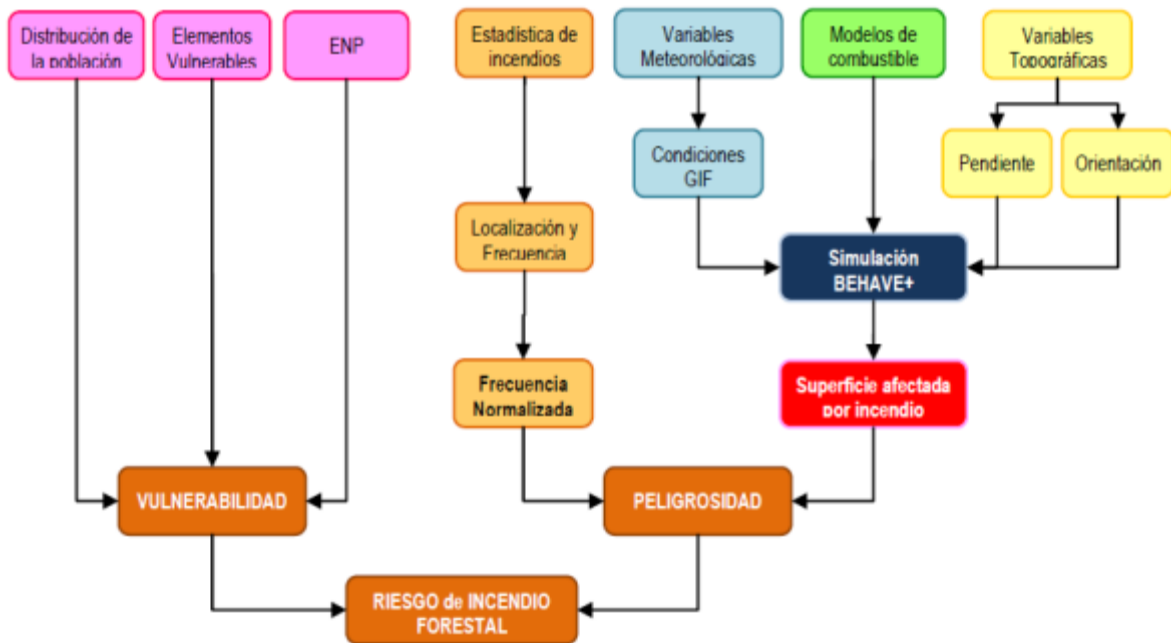 Distribución de
la población
Elementos
Vulnerables
ENP
Estadística de
incendios
Variables
Meteorológicas
Modelos de
combustible
Variables
Topográficas
Condiciones
GIF
Pendiente
Orientación
Localización y
Frecuencia
Simulación
BEHAVE+
Frecuencia
Normalizada
Superficie afectada
por incendio
VULNERABILIDAD
PELIGROSIDAD
RIESGO de INCENDIO
FORESTAL